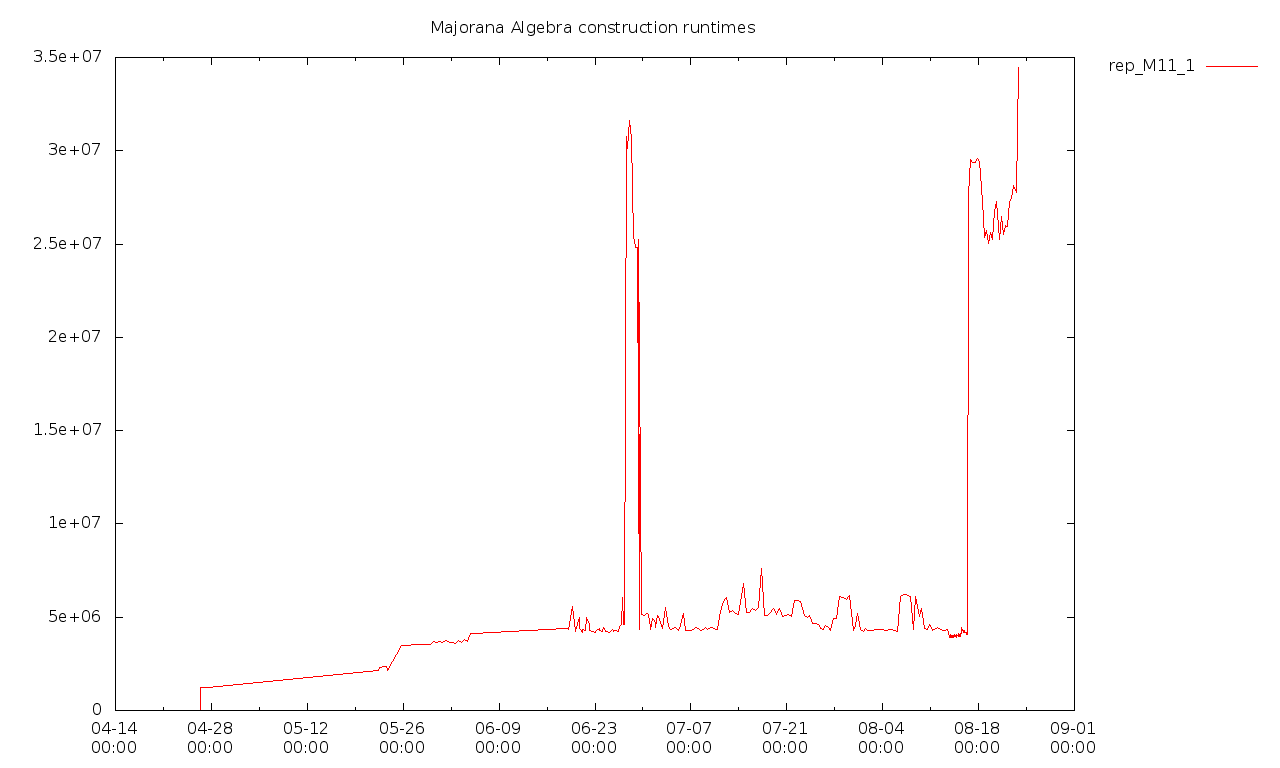 Majorana Algebra construction runtimes
rep_M11_1
3.5e+07
3e+07
2.5e+07
2e+07
1.5e+07
1e+07
5e+06
0
04-14 04-28 05-12 05-26 06-09 06-23 07-07 07-21 08-04 08-18 09-01
00:00 00:00 00:00 00:00 00:00 00:00 00:00 00:00 00:00 00:00 00:00